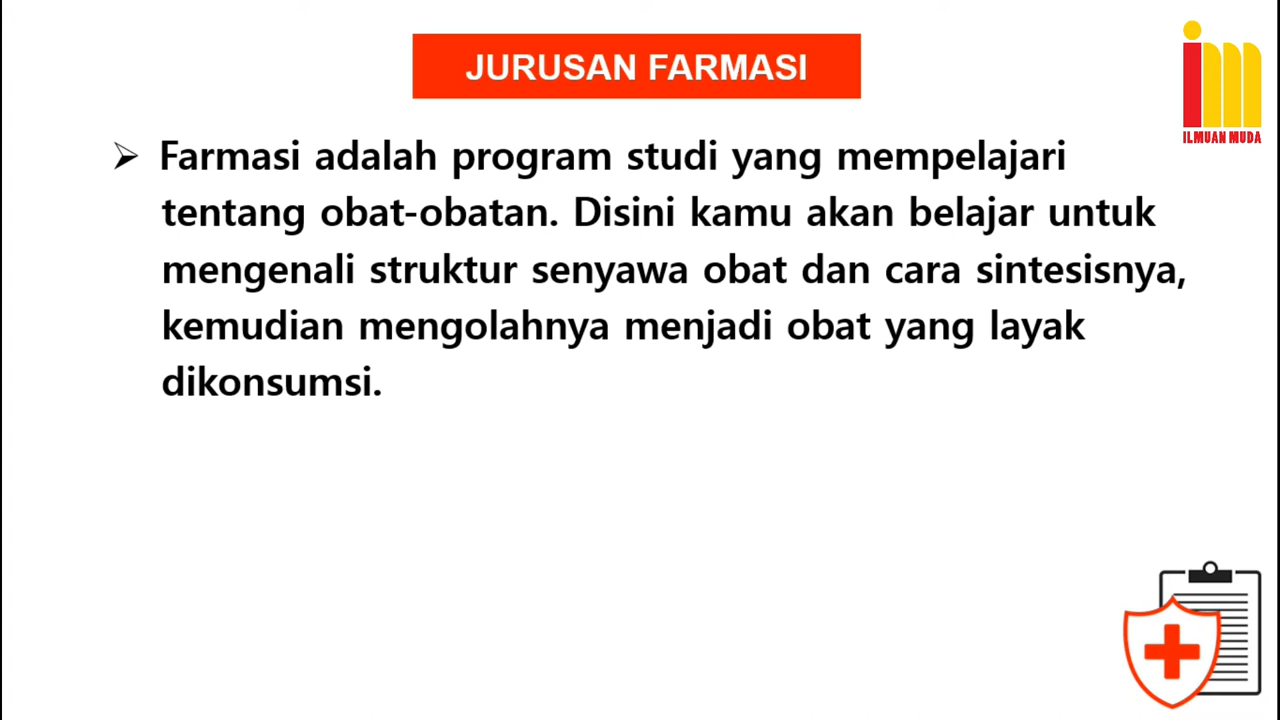 JURUSAN FARMASI
ILMUAN MUDA
➢ Farmasi adalah program studi yang mempelajari
tentang obat-obatan. Disini kamu akan belajar untuk
mengenali struktur senyawa obat dan cara sintesisnya,
kemudian mengolahnya menjadi obat yang layak
dikonsumsi.